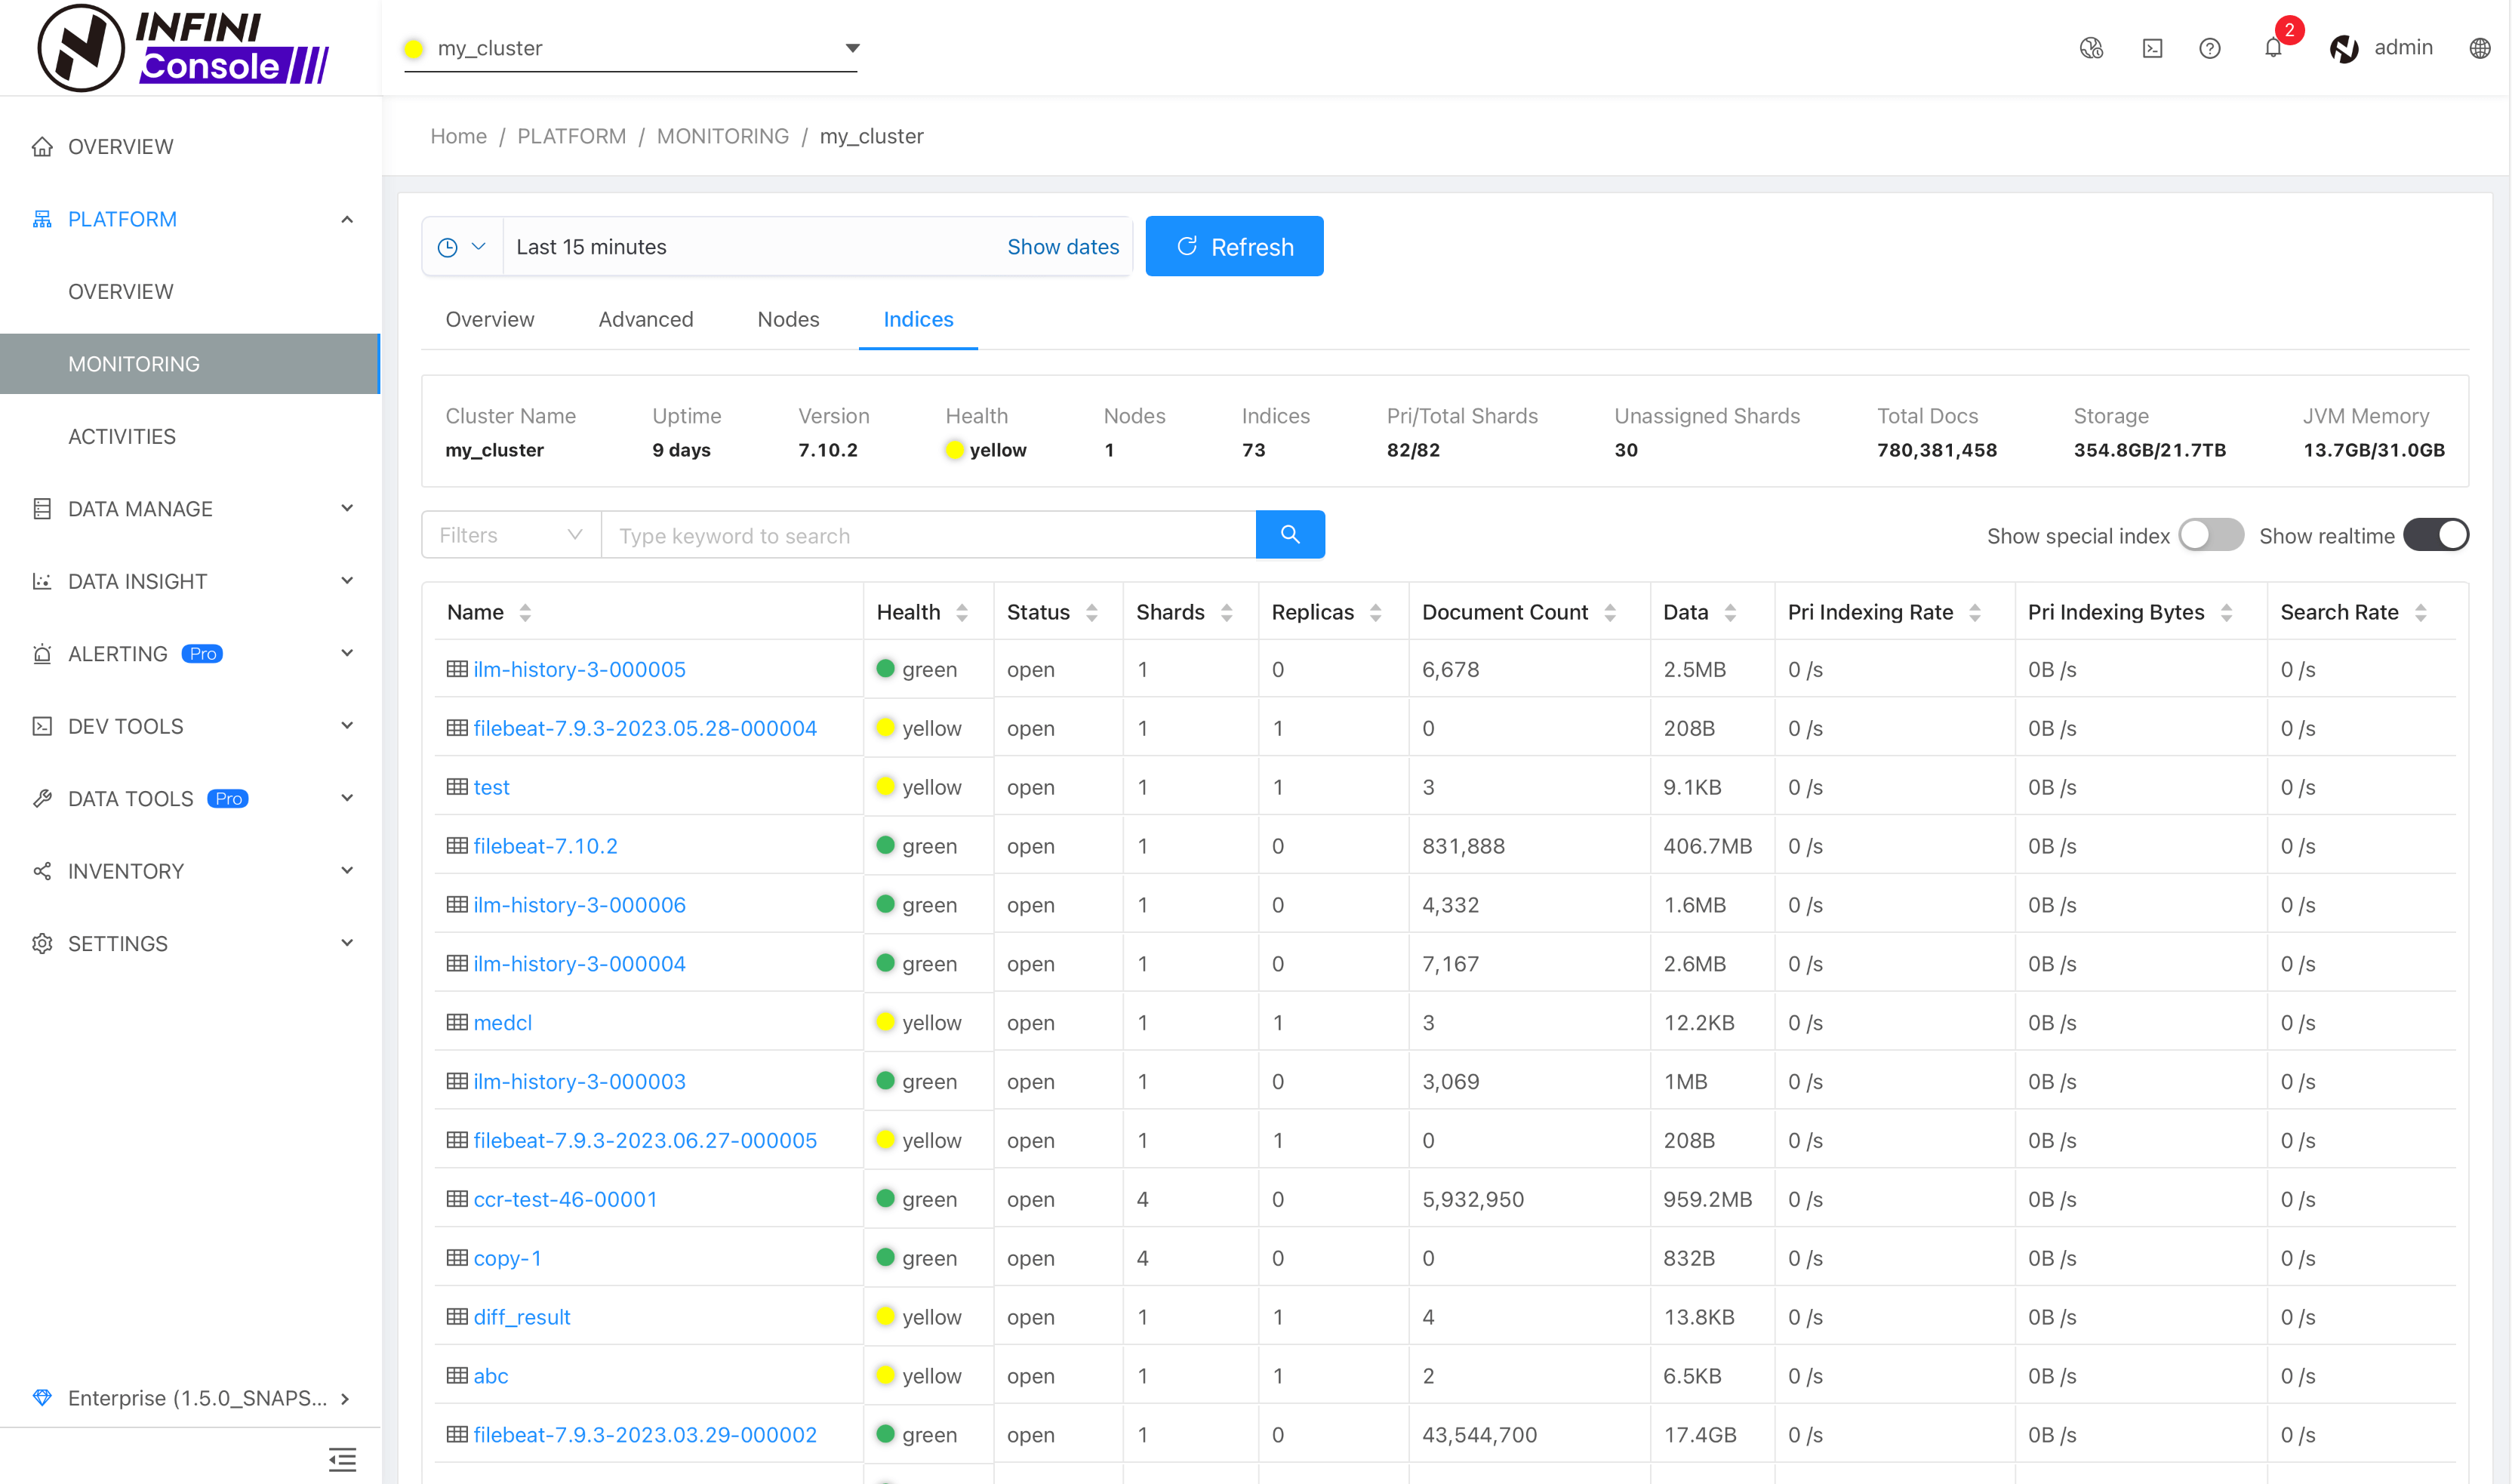 INFINI
Console
my_cluster
2
admin
Home / PLATFORM / MONITORING / my_cluster
OVERVIEW
PLATFORM
OVERVIEW
MONITORING
ACTIVITIES
DATA MANAGE
DATA INSIGHT
ALERTING Pro
DEV TOOLS
DATA TOOLS Pro
INVENTORY
SETTINGS
Enterprise (1.5.0_SNAPS...
Last 15 minutes Show dates Refresh
Overview Advanced Nodes Indices
Cluster Name Uptime Version Health Nodes Indices Pri/Total Shards Unassigned Shards Total Docs Storage JVM Memory
my_cluster 9 days 7.10.2 yellow 1 73 82/82 30 780,381,458 354.8GB/21.7TB 13.7GB/31.0GB
Filters Type keyword to search Show special index Show realtime
Name Health Status Shards Replicas Document Count Data Pri Indexing Rate Pri Indexing Bytes Search Rate
ilm-history-3-000005 green open 1 0 6,678 2.5MB 0 /s 0B /s 0 /s
filebeat-7.9.3-2023.05.28-000004 yellow open 1 1 0 208B 0 /s 0B /s 0 /s
test yellow open 1 1 3 9.1KB 0 /s 0B /s 0 /s
filebeat-7.10.2 green open 1 0 831,888 406.7MB 0 /s 0B /s 0 /s
ilm-history-3-000006 green open 1 0 4,332 1.6MB 0 /s 0B /s 0 /s
ilm-history-3-000004 green open 1 0 7,167 2.6MB 0 /s 0B /s 0 /s
medcl yellow open 1 1 3 12.2KB 0 /s 0B /s 0 /s
ilm-history-3-000003 green open 1 0 3,069 1MB 0 /s 0B /s 0 /s
filebeat-7.9.3-2023.06.27-000005 yellow open 1 1 0 208B 0 /s 0B /s 0 /s
ccr-test-46-00001 green open 4 0 5,932,950 959.2MB 0 /s 0B /s 0 /s
copy-1 green open 4 0 0 832B 0 /s 0B /s 0 /s
diff_result yellow open 1 1 4 13.8KB 0 /s 0B /s 0 /s
abc yellow open 1 1 2 6.5KB 0 /s 0B /s 0 /s
filebeat-7.9.3-2023.03.29-000002 green open 1 0 43,544,700 17.4GB 0 /s 0B /s 0 /s